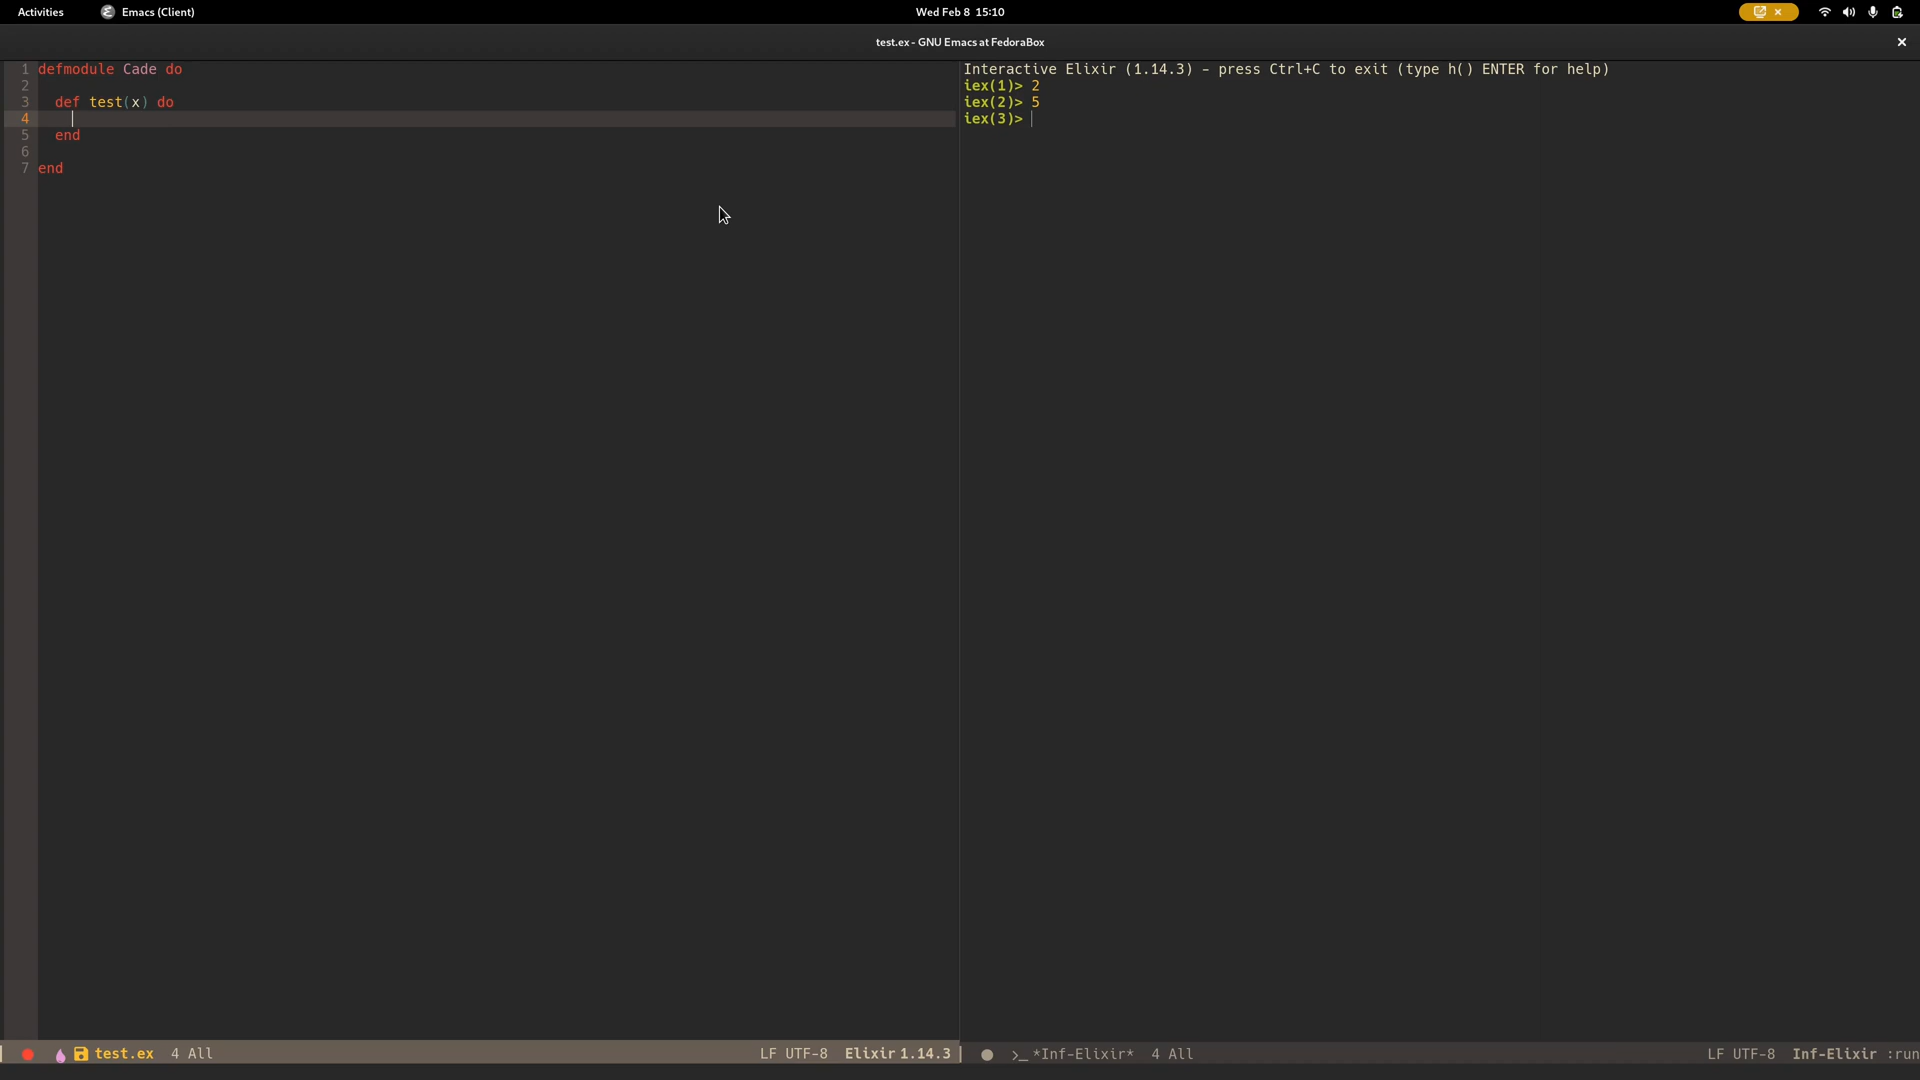 Activities Emacs (Client) Wed Feb 8 15:10
test.ex - GNU Emacs at FedoraBox
1 defmodule Cade do
2
3   def test(x) do
4
5   end
6
7 end
Interactive Elixir (1.14.3) - press Ctrl+C to exit (type h() ENTER for help)
iex(1)> 2
iex(2)> 5
iex(3)>
test.ex 4 All LF UTF-8 Elixir 1.14.3
>_ *Inf-Elixir* 4 All LF UTF-8 Inf-Elixir :run